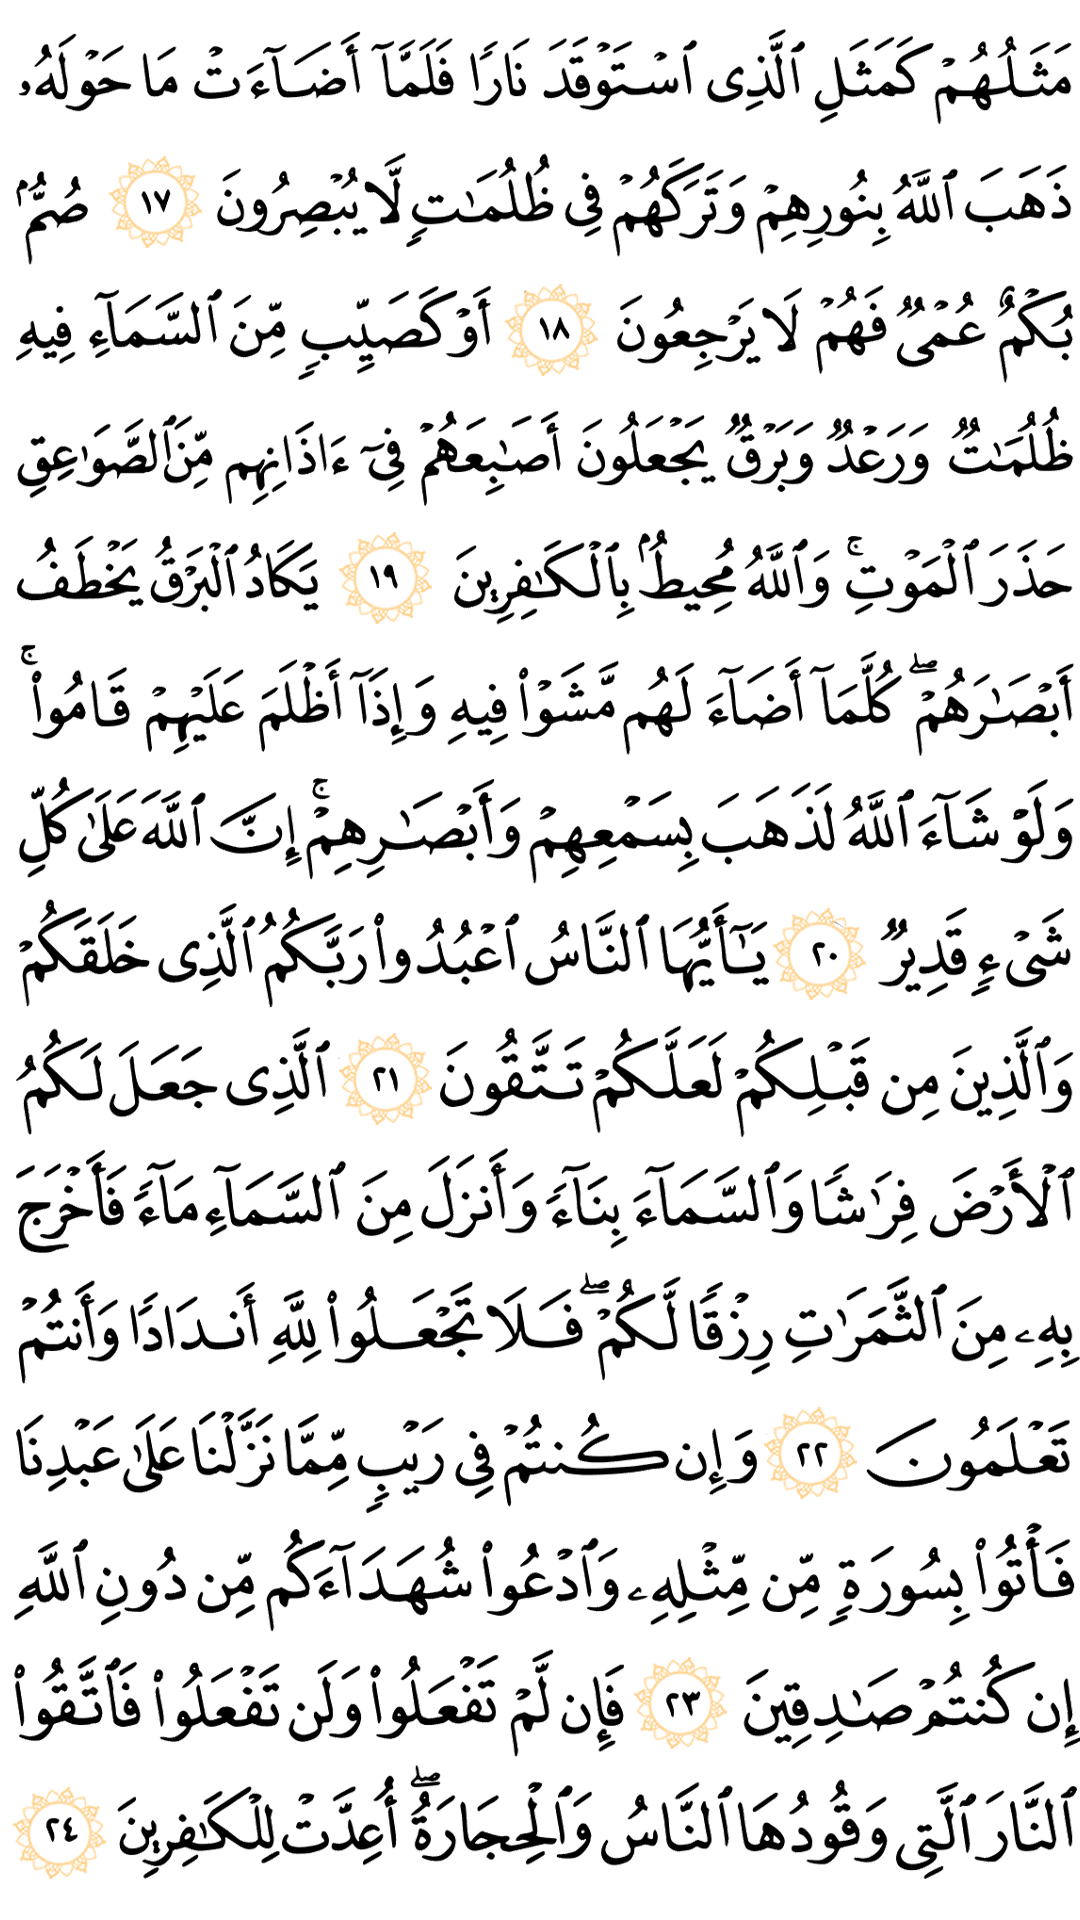 مَثَلُهُمْ كَمَثَلِ ٱلَّذِى ٱسْتَوْقَدَ نَارًا فَلَمَّآ أَضَآءَتْ مَا حَوْلَهُۥ
ذَهَبَ ٱللَّهُ بِنُورِهِمْ وَتَرَكَهُمْ فِى ظُلُمَـٰتٍ لَّا يُبْصِرُونَ ١٧ صُمٌّۢ
بُكْمٌ عُمْىٌ فَهُمْ لَا يَرْجِعُونَ ١٨ أَوْ كَصَيِّبٍ مِّنَ ٱلسَّمَآءِ فِيهِ
ظُلُمَـٰتٌ وَرَعْدٌ وَبَرْقٌ يَجْعَلُونَ أَصَـٰبِعَهُمْ فِىٓ ءَاذَانِهِم مِّنَ ٱلصَّوَٰعِقِ
حَذَرَ ٱلْمَوْتِ ۚ وَٱللَّهُ مُحِيطٌۢ بِٱلْكَـٰفِرِينَ ١٩ يَكَادُ ٱلْبَرْقُ يَخْطَفُ
أَبْصَـٰرَهُمْ ۖ كُلَّمَآ أَضَآءَ لَهُم مَّشَوْا۟ فِيهِ وَإِذَآ أَظْلَمَ عَلَيْهِمْ قَامُوا۟ ۚ
وَلَوْ شَآءَ ٱللَّهُ لَذَهَبَ بِسَمْعِهِمْ وَأَبْصَـٰرِهِمْ ۚ إِنَّ ٱللَّهَ عَلَىٰ كُلِّ
شَىْءٍ قَدِيرٌ ٢٠ يَـٰٓأَيُّهَا ٱلنَّاسُ ٱعْبُدُوا۟ رَبَّكُمُ ٱلَّذِى خَلَقَكُمْ
وَٱلَّذِينَ مِن قَبْلِكُمْ لَعَلَّكُمْ تَتَّقُونَ ٢١ ٱلَّذِى جَعَلَ لَكُمُ
ٱلْأَرْضَ فِرَٰشًا وَٱلسَّمَآءَ بِنَآءً وَأَنزَلَ مِنَ ٱلسَّمَآءِ مَآءً فَأَخْرَجَ
بِهِۦ مِنَ ٱلثَّمَرَٰتِ رِزْقًا لَّكُمْ ۖ فَلَا تَجْعَلُوا۟ لِلَّهِ أَندَادًا وَأَنتُمْ
تَعْلَمُونَ ٢٢ وَإِن كُنتُمْ فِى رَيْبٍ مِّمَّا نَزَّلْنَا عَلَىٰ عَبْدِنَا
فَأْتُوا۟ بِسُورَةٍ مِّن مِّثْلِهِۦ وَٱدْعُوا۟ شُهَدَآءَكُم مِّن دُونِ ٱللَّهِ
إِن كُنتُمْ صَـٰدِقِينَ ٢٣ فَإِن لَّمْ تَفْعَلُوا۟ وَلَن تَفْعَلُوا۟ فَٱتَّقُوا۟
ٱلنَّارَ ٱلَّتِى وَقُودُهَا ٱلنَّاسُ وَٱلْحِجَارَةُ ۖ أُعِدَّتْ لِلْكَـٰفِرِينَ ٢٤